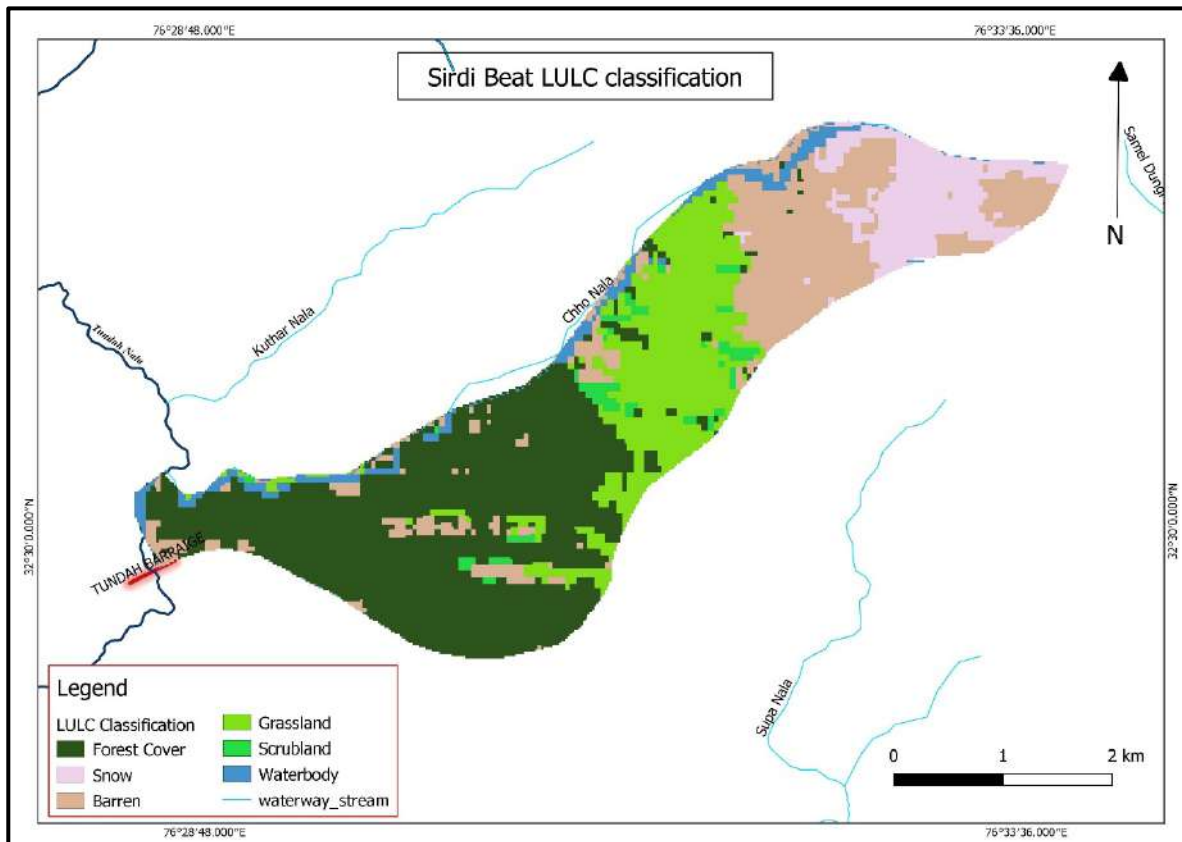 76°28'48.000"E
76°33'36.000"E
Sirdi Beat LULC classification
Samel Dungi
N
Kuthar Nala
Chho Nala
Tundah Nala
32°30'0.000"N
32°30'0.000"N
TUNDAH BARRAIGE
Supa Nala
Legend
LULC Classification
Forest Cover
Snow
Barren
Grassland
Scrubland
Waterbody
waterway_stream
0 1 2 km
76°28'48.000"E
76°33'36.000"E